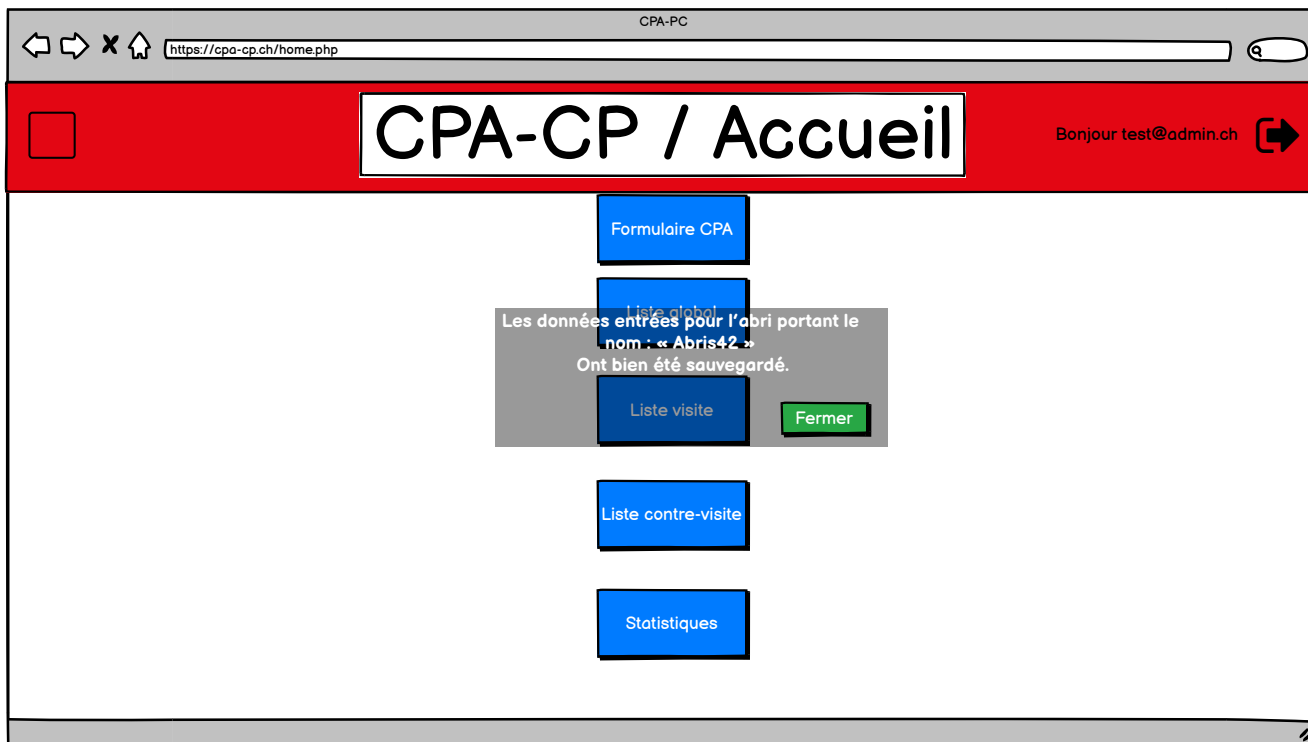 CPA-PC
https://cpa-cp.ch/home.php
CPA-CP / Accueil
Bonjour test@admin.ch
Formulaire CPA
Liste global
Les données entrées pour l'abri portant le
nom : « Abris42 »
Ont bien été sauvegardé.
Liste visite
Fermer
Liste contre-visite
Statistiques